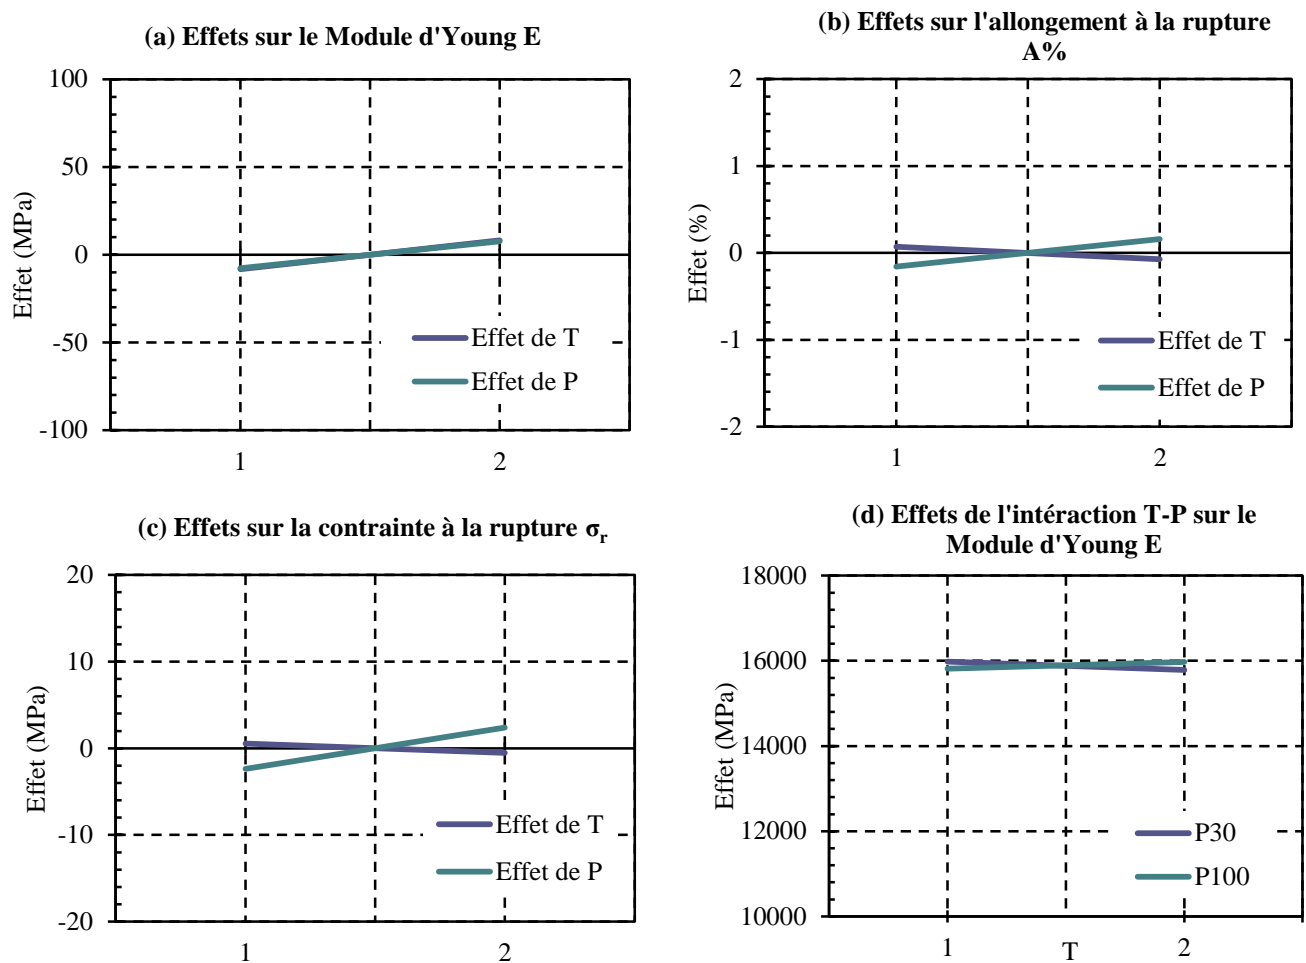 (a) Effets sur le Module d'Young E
100
50
0
-50
-100
Effet (MPa)
Effet de T
Effet de P
1 2
(b) Effets sur l'allongement à la rupture
A%
2
1
0
-1
-2
Effet (%)
Effet de T
Effet de P
1 2
(c) Effets sur la contrainte à la rupture σr
20
10
0
-10
-20
Effet (MPa)
Effet de T
Effet de P
1 2
(d) Effets de l'intéraction T-P sur le
Module d'Young E
18000
16000
14000
12000
10000
Effet (MPa)
P30
P100
1 T 2